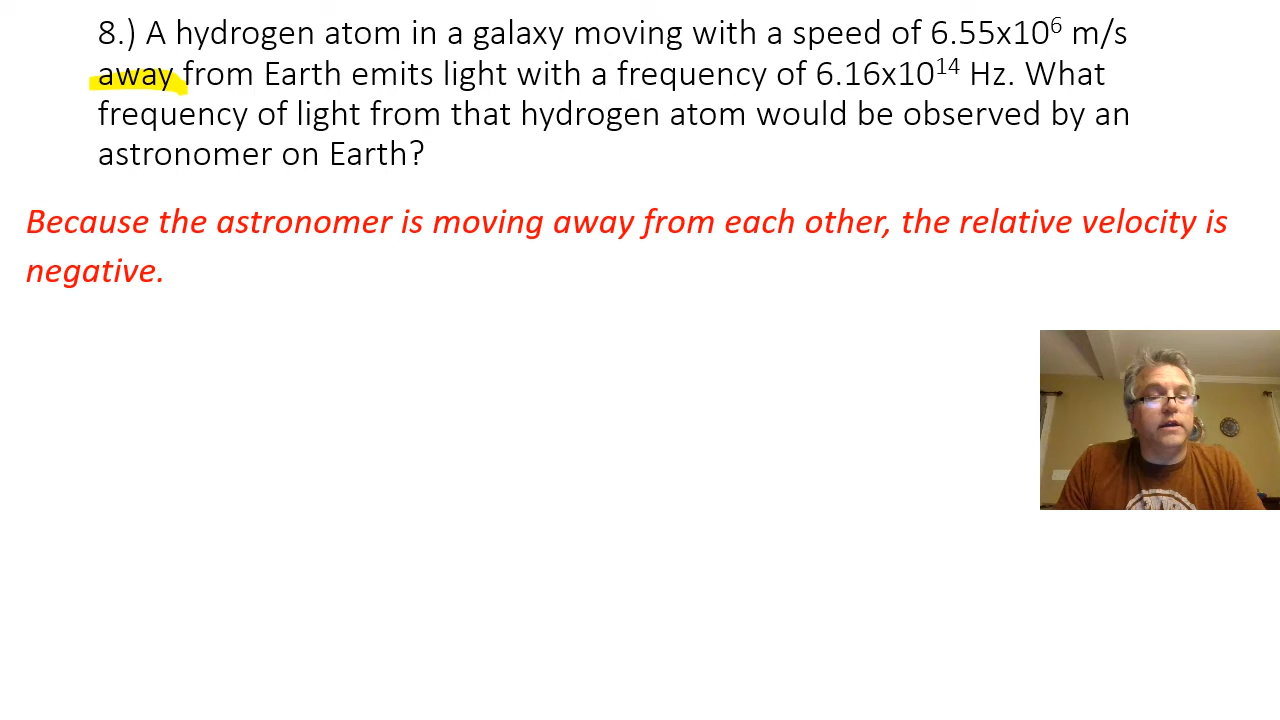 8.) A hydrogen atom in a galaxy moving with a speed of 6.55x10⁶ m/s
away from Earth emits light with a frequency of 6.16x10¹⁴ Hz. What
frequency of light from that hydrogen atom would be observed by an
astronomer on Earth?
Because the astronomer is moving away from each other, the relative velocity is
negative.